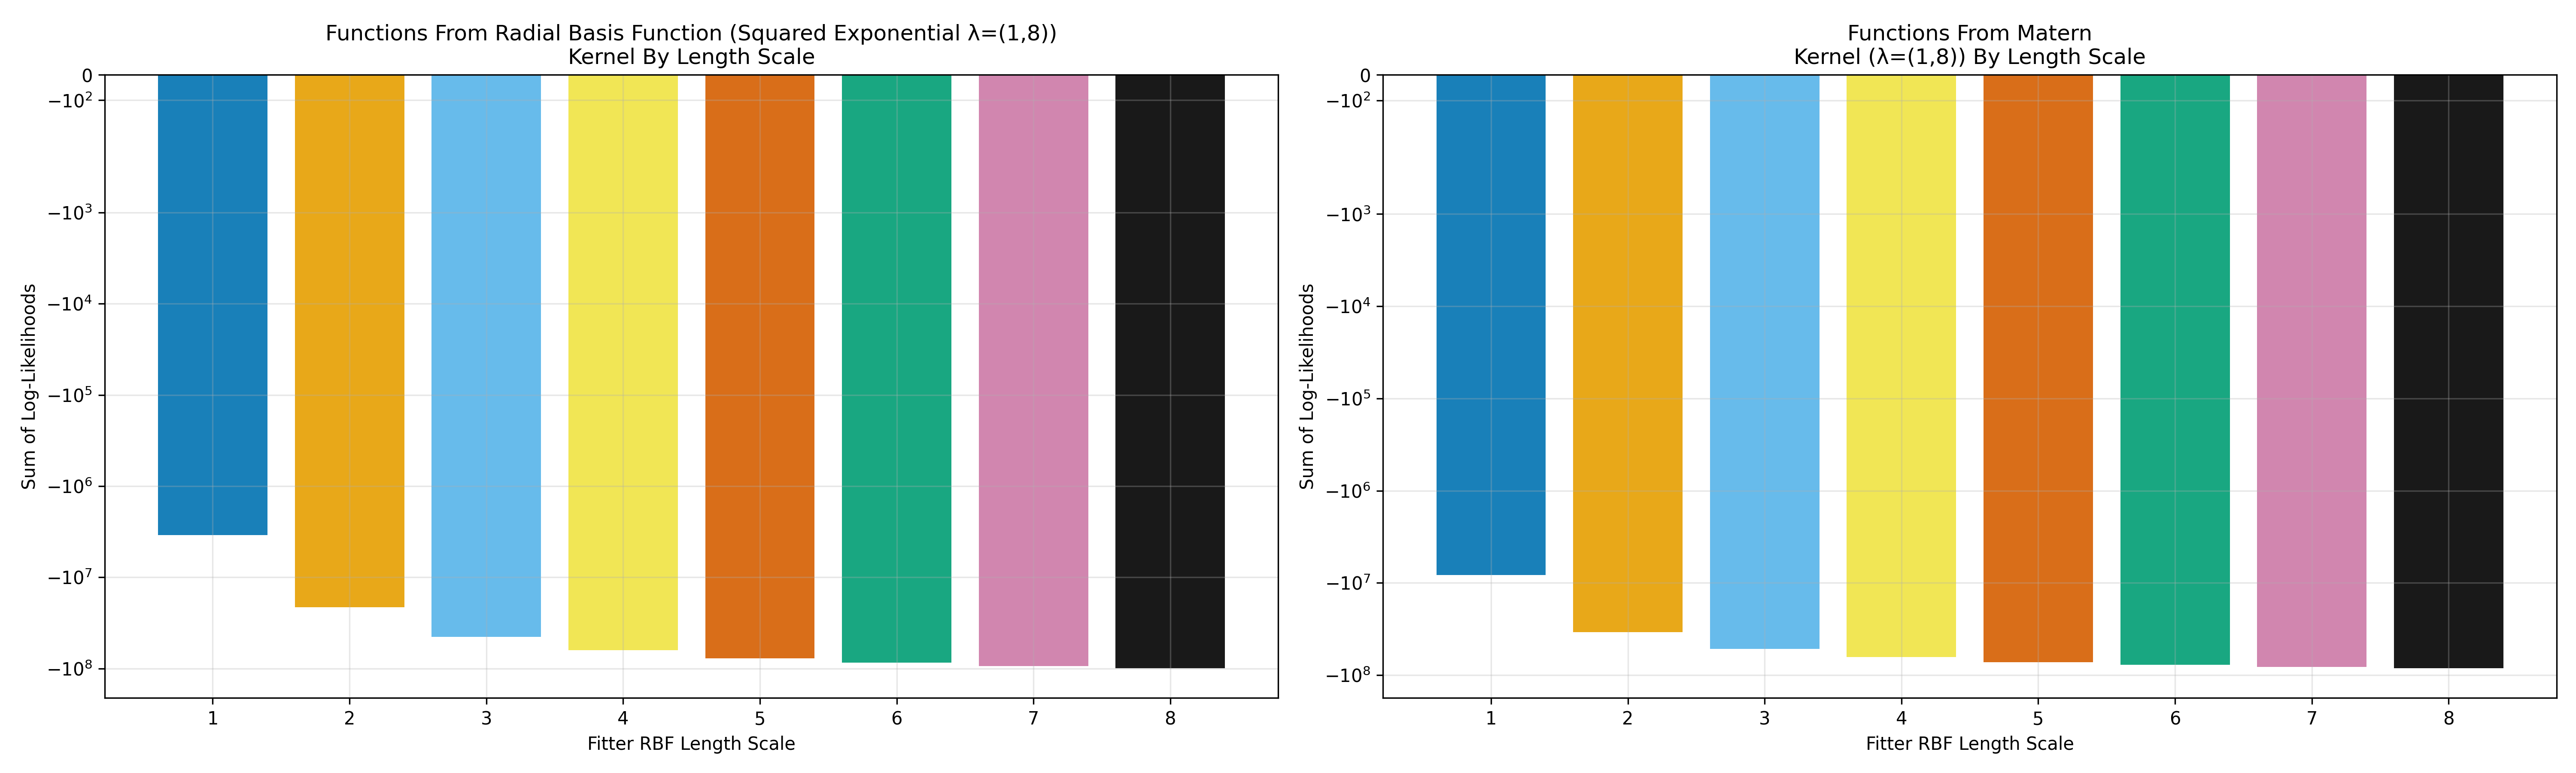 Functions From Radial Basis Function (Squared Exponential λ=(1,8))
Kernel By Length Scale
0
−10²
−10³
−10⁴
−10⁵
−10⁶
−10⁷
−10⁸
Sum of Log-Likelihoods
1 2 3 4 5 6 7 8
Fitter RBF Length Scale
Functions From Matern
Kernel (λ=(1,8)) By Length Scale
0
−10²
−10³
−10⁴
−10⁵
−10⁶
−10⁷
−10⁸
Sum of Log-Likelihoods
1 2 3 4 5 6 7 8
Fitter RBF Length Scale